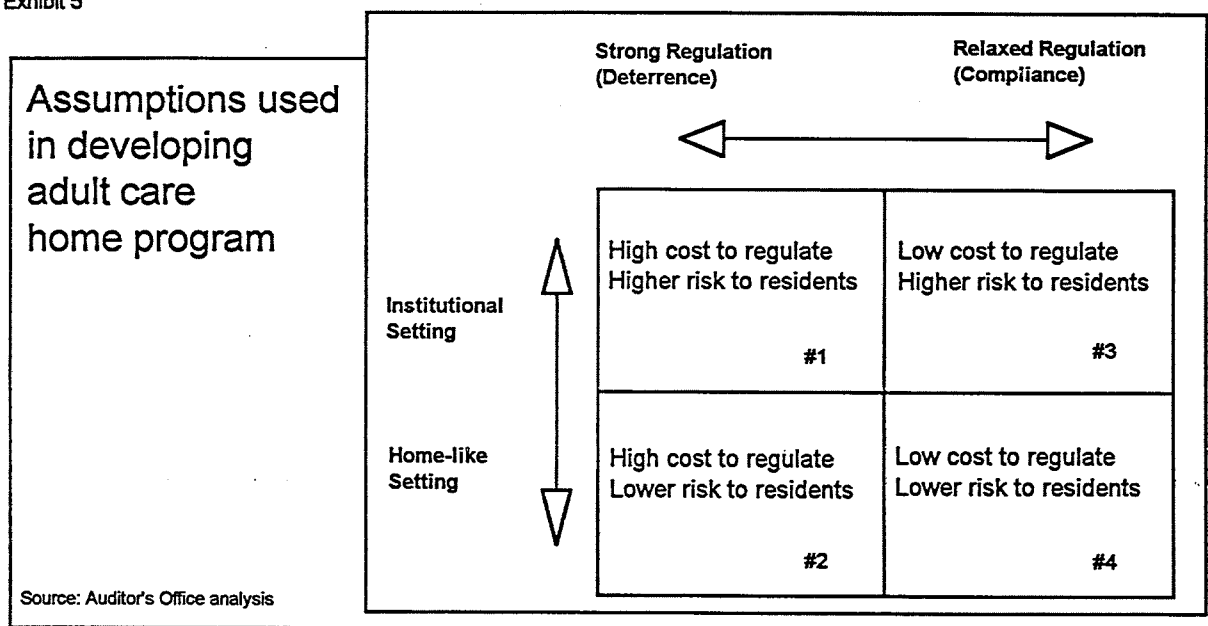 Exhibit 5
Assumptions used
in developing
adult care
home program
Source: Auditor's Office analysis
Strong Regulation
(Deterrence)
Relaxed Regulation
(Compliance)
Institutional
Setting
High cost to regulate
Higher risk to residents
#1
Low cost to regulate
Higher risk to residents
#3
Home-like
Setting
High cost to regulate
Lower risk to residents
#2
Low cost to regulate
Lower risk to residents
#4